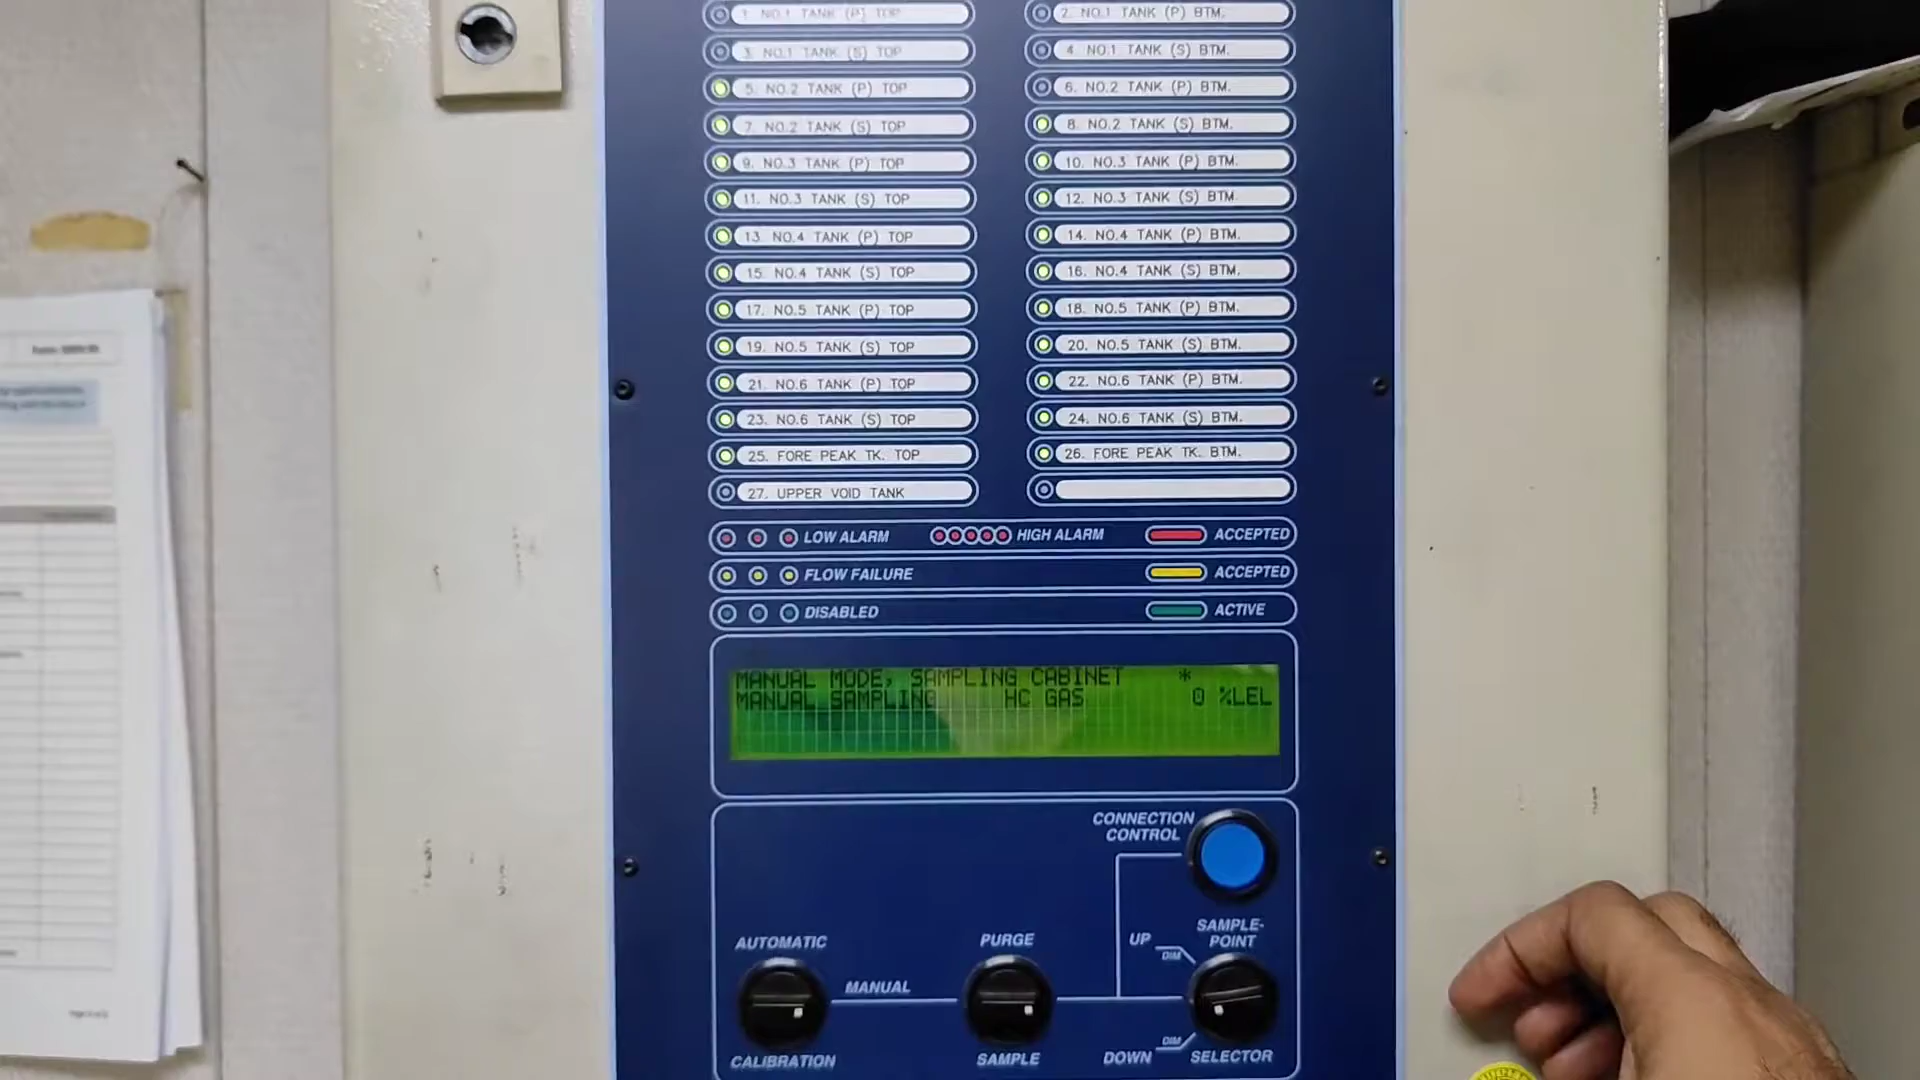 1. NO.1 TANK (P) TOP
2. NO.1 TANK (P) BTM.
3. NO.1 TANK (S) TOP
4. NO.1 TANK (S) BTM.
5. NO.2 TANK (P) TOP
6. NO.2 TANK (P) BTM.
7. NO.2 TANK (S) TOP
8. NO.2 TANK (S) BTM.
9. NO.3 TANK (P) TOP
10. NO.3 TANK (P) BTM.
11. NO.3 TANK (S) TOP
12. NO.3 TANK (S) BTM.
13. NO.4 TANK (P) TOP
14. NO.4 TANK (P) BTM.
15. NO.4 TANK (S) TOP
16. NO.4 TANK (S) BTM.
17. NO.5 TANK (P) TOP
18. NO.5 TANK (P) BTM.
19. NO.5 TANK (S) TOP
20. NO.5 TANK (S) BTM.
21. NO.6 TANK (P) TOP
22. NO.6 TANK (P) BTM.
23. NO.6 TANK (S) TOP
24. NO.6 TANK (S) BTM.
25. FORE PEAK TK. TOP
26. FORE PEAK TK. BTM.
27. UPPER VOID TANK
LOW ALARM HIGH ALARM ACCEPTED
FLOW FAILURE ACCEPTED
DISABLED ACTIVE
MANUAL MODE, SAMPLING CABINET *
MANUAL SAMPLING HC GAS 0 %LEL
CONNECTION
CONTROL
AUTOMATIC
PURGE
UP
DIM
SAMPLE-
POINT
MANUAL
CALIBRATION
SAMPLE
DOWN
DIM
SELECTOR